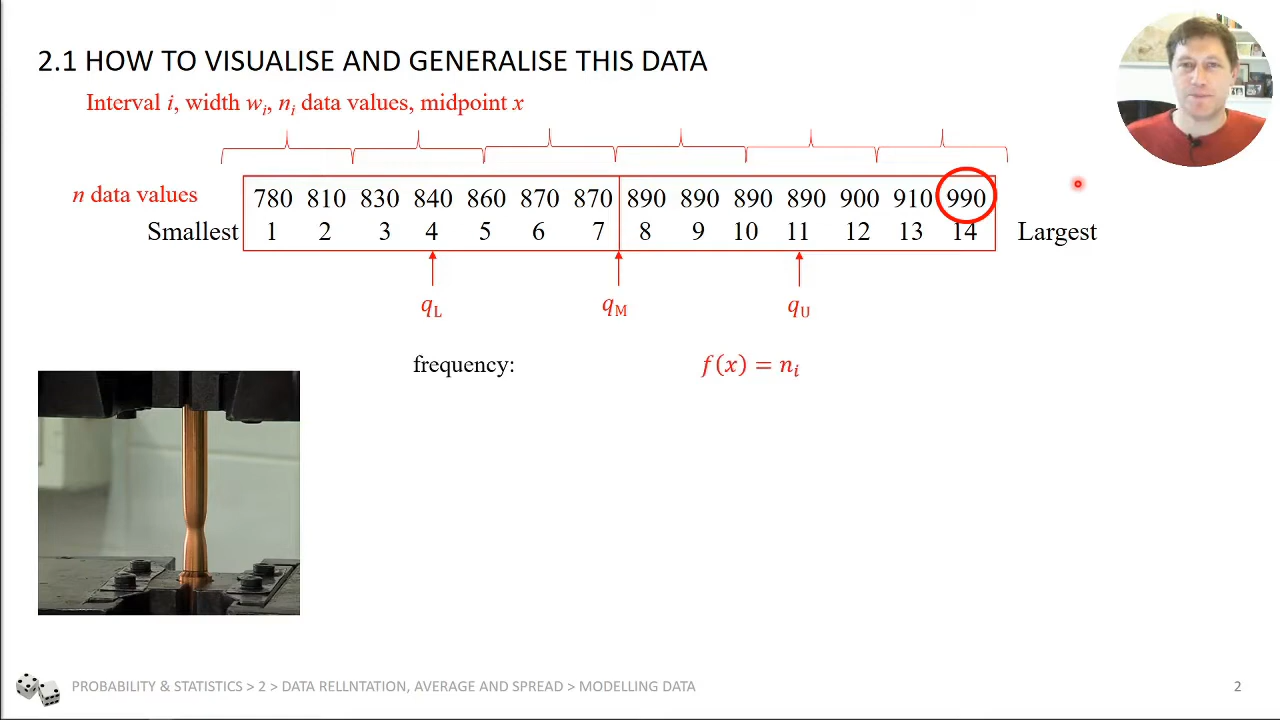 2.1 HOW TO VISUALISE AND GENERALISE THIS DATA
Interval i, width wᵢ, nᵢ data values, midpoint x
n data values 780 810 830 840 860 870 870 890 890 890 890 900 910 990
Smallest 1 2 3 4 5 6 7 8 9 10 11 12 13 14 Largest
q_L q_M q_U
frequency: f(x) = nᵢ
PROBABILITY & STATISTICS > 2 > DATA RELLNTATION, AVERAGE AND SPREAD > MODELLING DATA 2